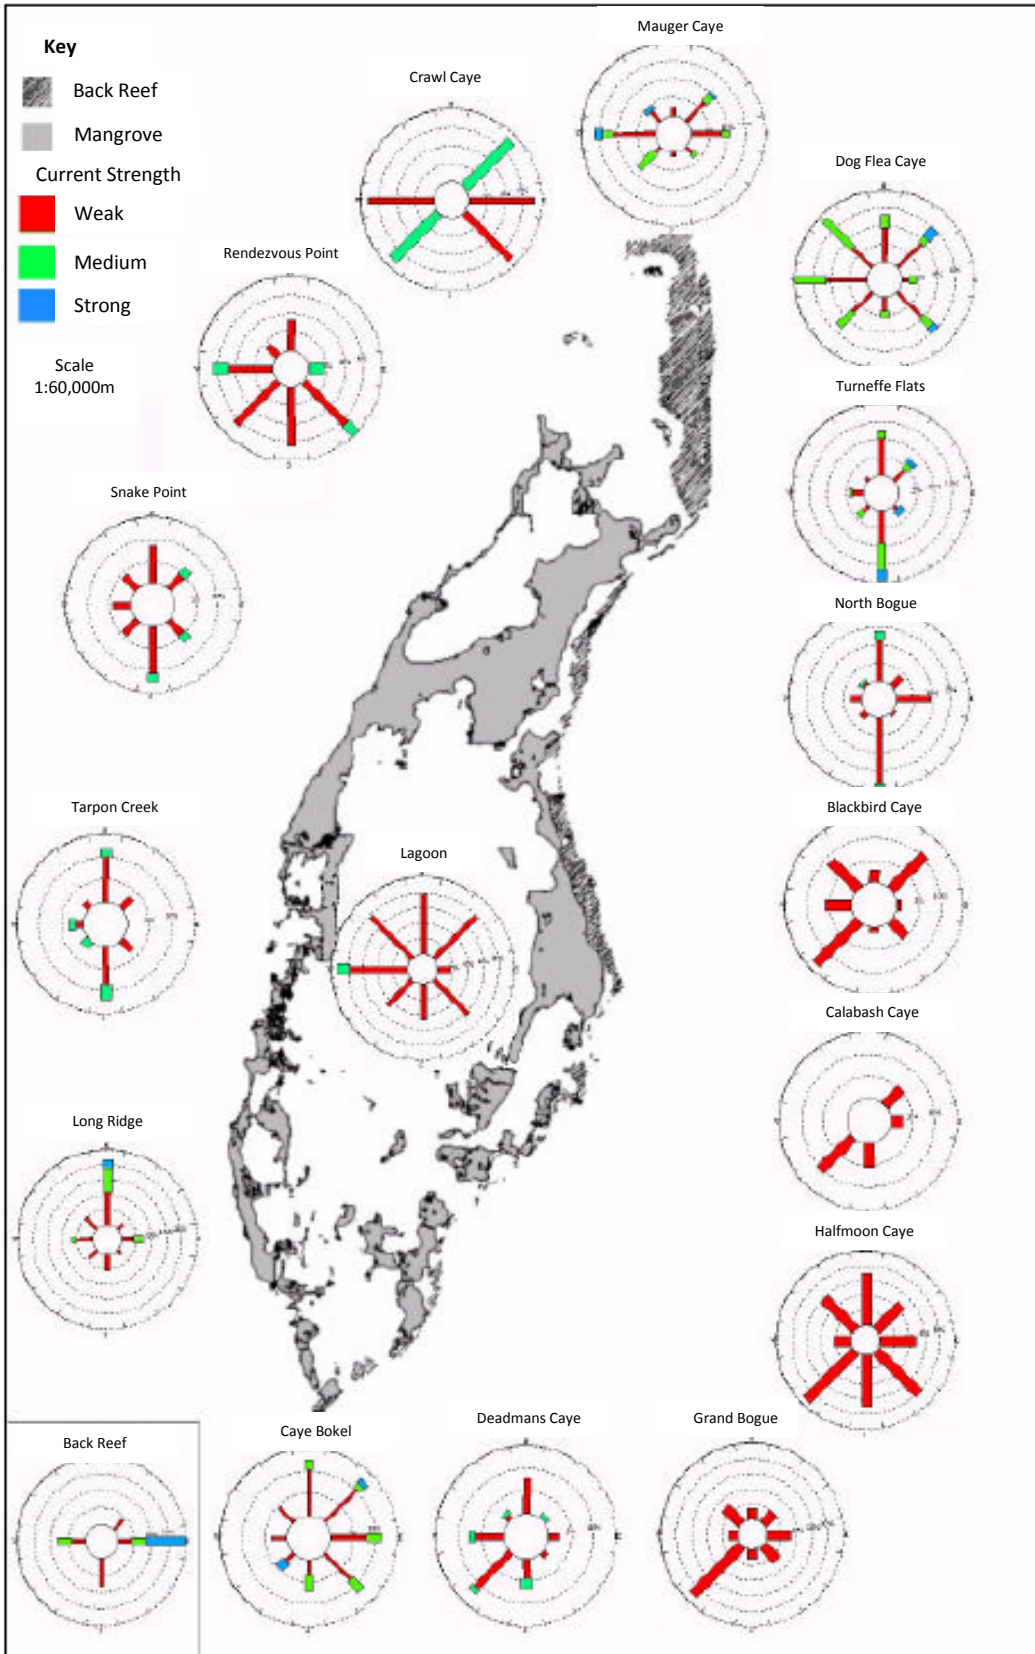 Key
Back Reef
Mangrove
Current Strength
Weak
Medium
Strong
Scale
1:60,000m
Mauger Caye
Crawl Caye
Dog Flea Caye
Rendezvous Point
Turneffe Flats
Snake Point
North Bogue
Tarpon Creek
Blackbird Caye
Lagoon
Calabash Caye
Long Ridge
Halfmoon Caye
Back Reef
Caye Bokel
Deadmans Caye
Grand Bogue